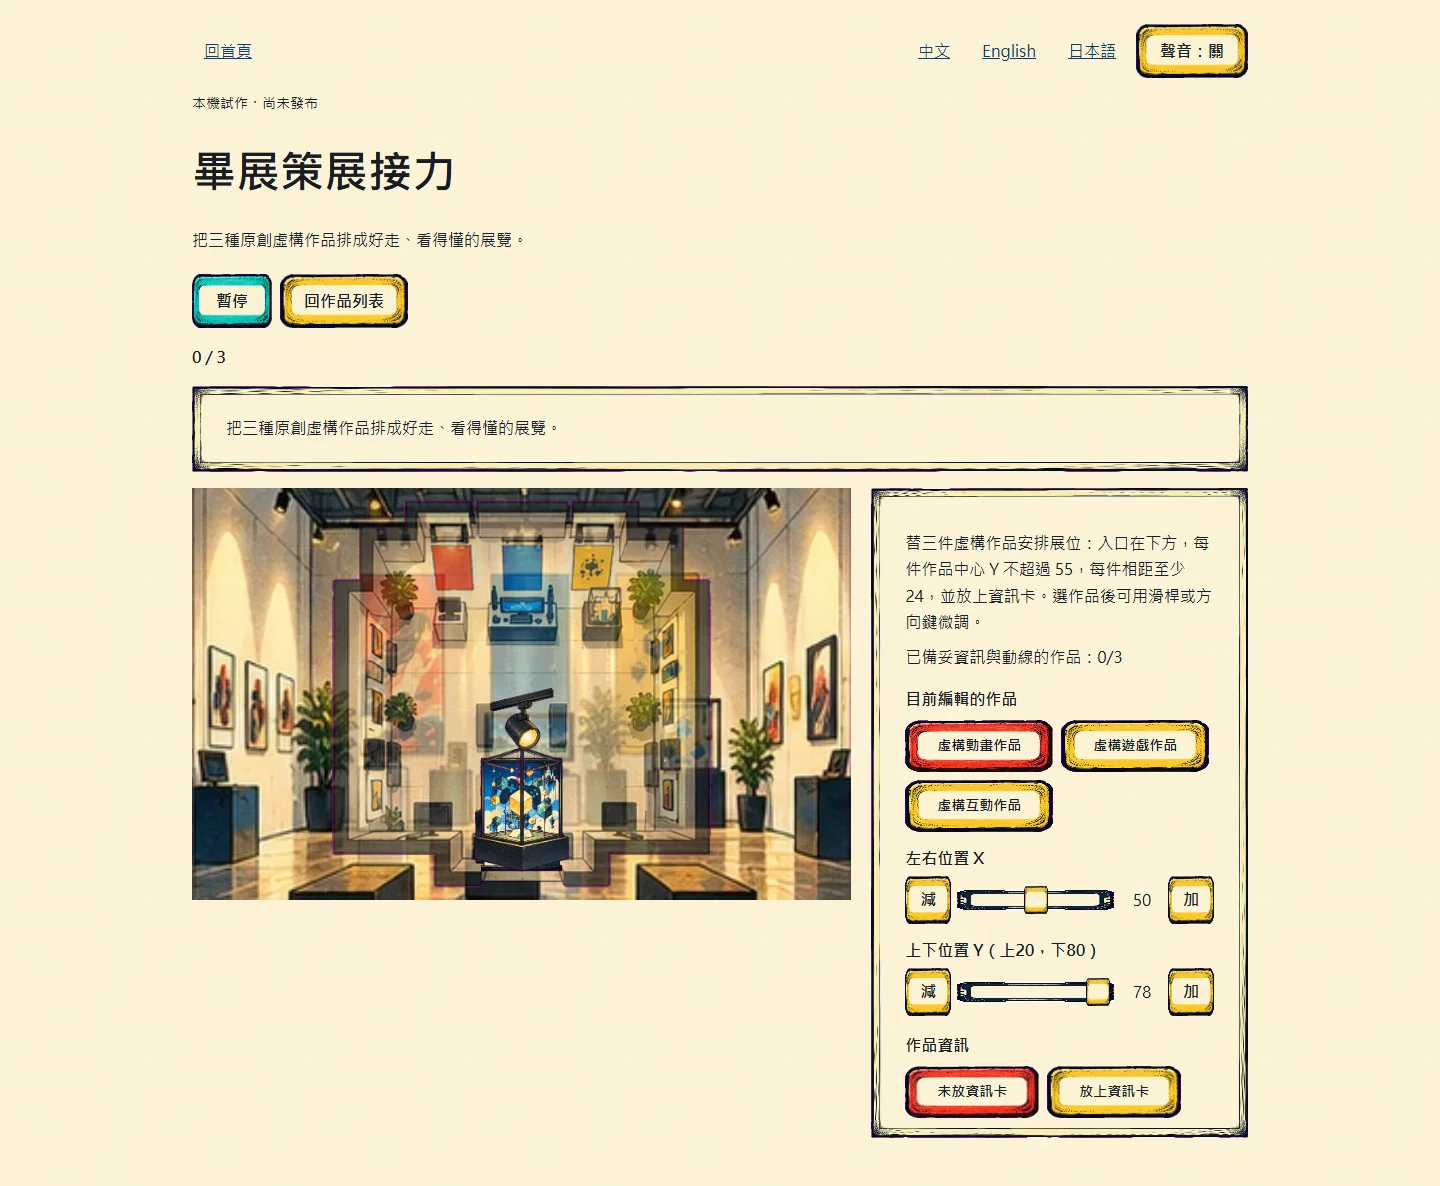 回首頁
中文 English 日本語 聲音：關
本機試作・尚未發布
畢展策展接力
把三種原創虛構作品排成好走、看得懂的展覽。
暫停 回作品列表
0 / 3
把三種原創虛構作品排成好走、看得懂的展覽。
替三件虛構作品安排展位：入口在下方，每
件作品中心 Y 不超過 55，每件相距至少
24，並放上資訊卡。選作品後可用滑桿或方
向鍵微調。
已備妥資訊與動線的作品：0/3
目前編輯的作品
虛構動畫作品 虛構遊戲作品
虛構互動作品
左右位置 X
減 50 加
上下位置 Y（上20，下80）
減 78 加
作品資訊
未放資訊卡 放上資訊卡